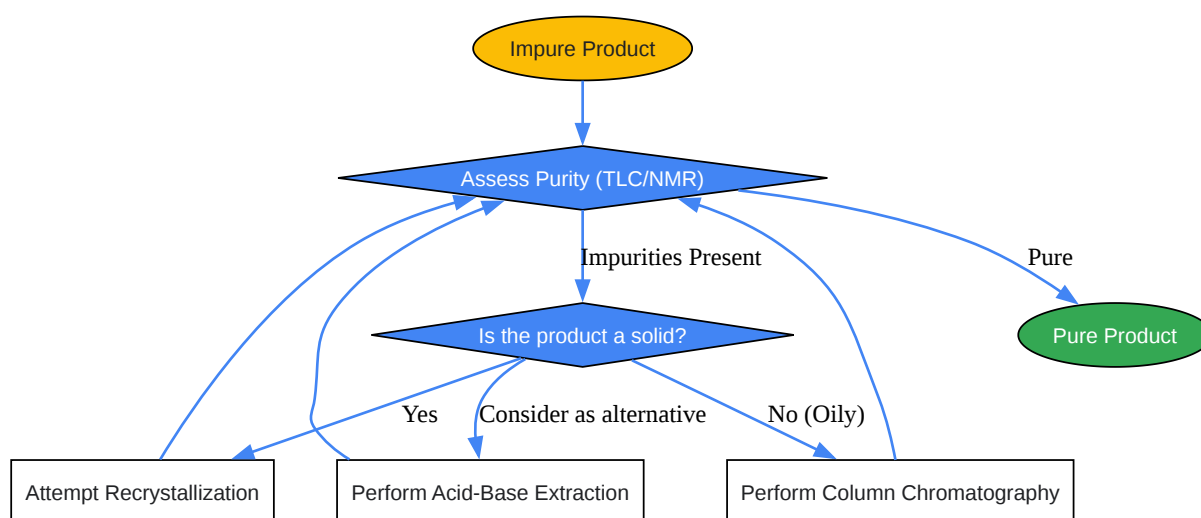 Impure Product
Assess Purity (TLC/NMR)
Impurities Present
Pure
Is the product a solid?
Pure Product
Yes
Consider as alternative
No (Oily)
Attempt Recrystallization
Perform Acid-Base Extraction
Perform Column Chromatography